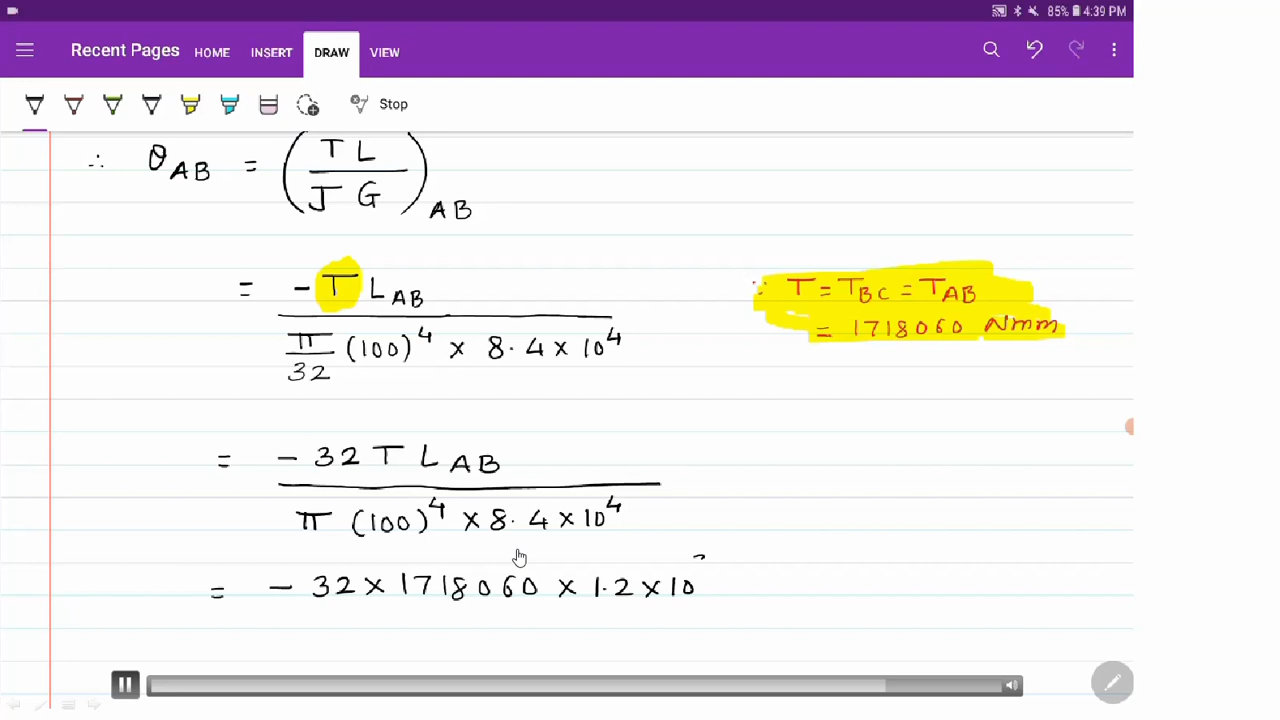 85% 4:39 PM
Recent Pages HOME INSERT DRAW VIEW
Stop
∴ θAB = (TL / JG)AB
= - T LAB
π/32 (100)^4 × 8.4 × 10^4
∵ T = TBC = TAB
= 1718060 Nmm
= - 32 T LAB
π (100)^4 × 8.4 × 10^4
= - 32 × 1718060 × 1.2 × 10